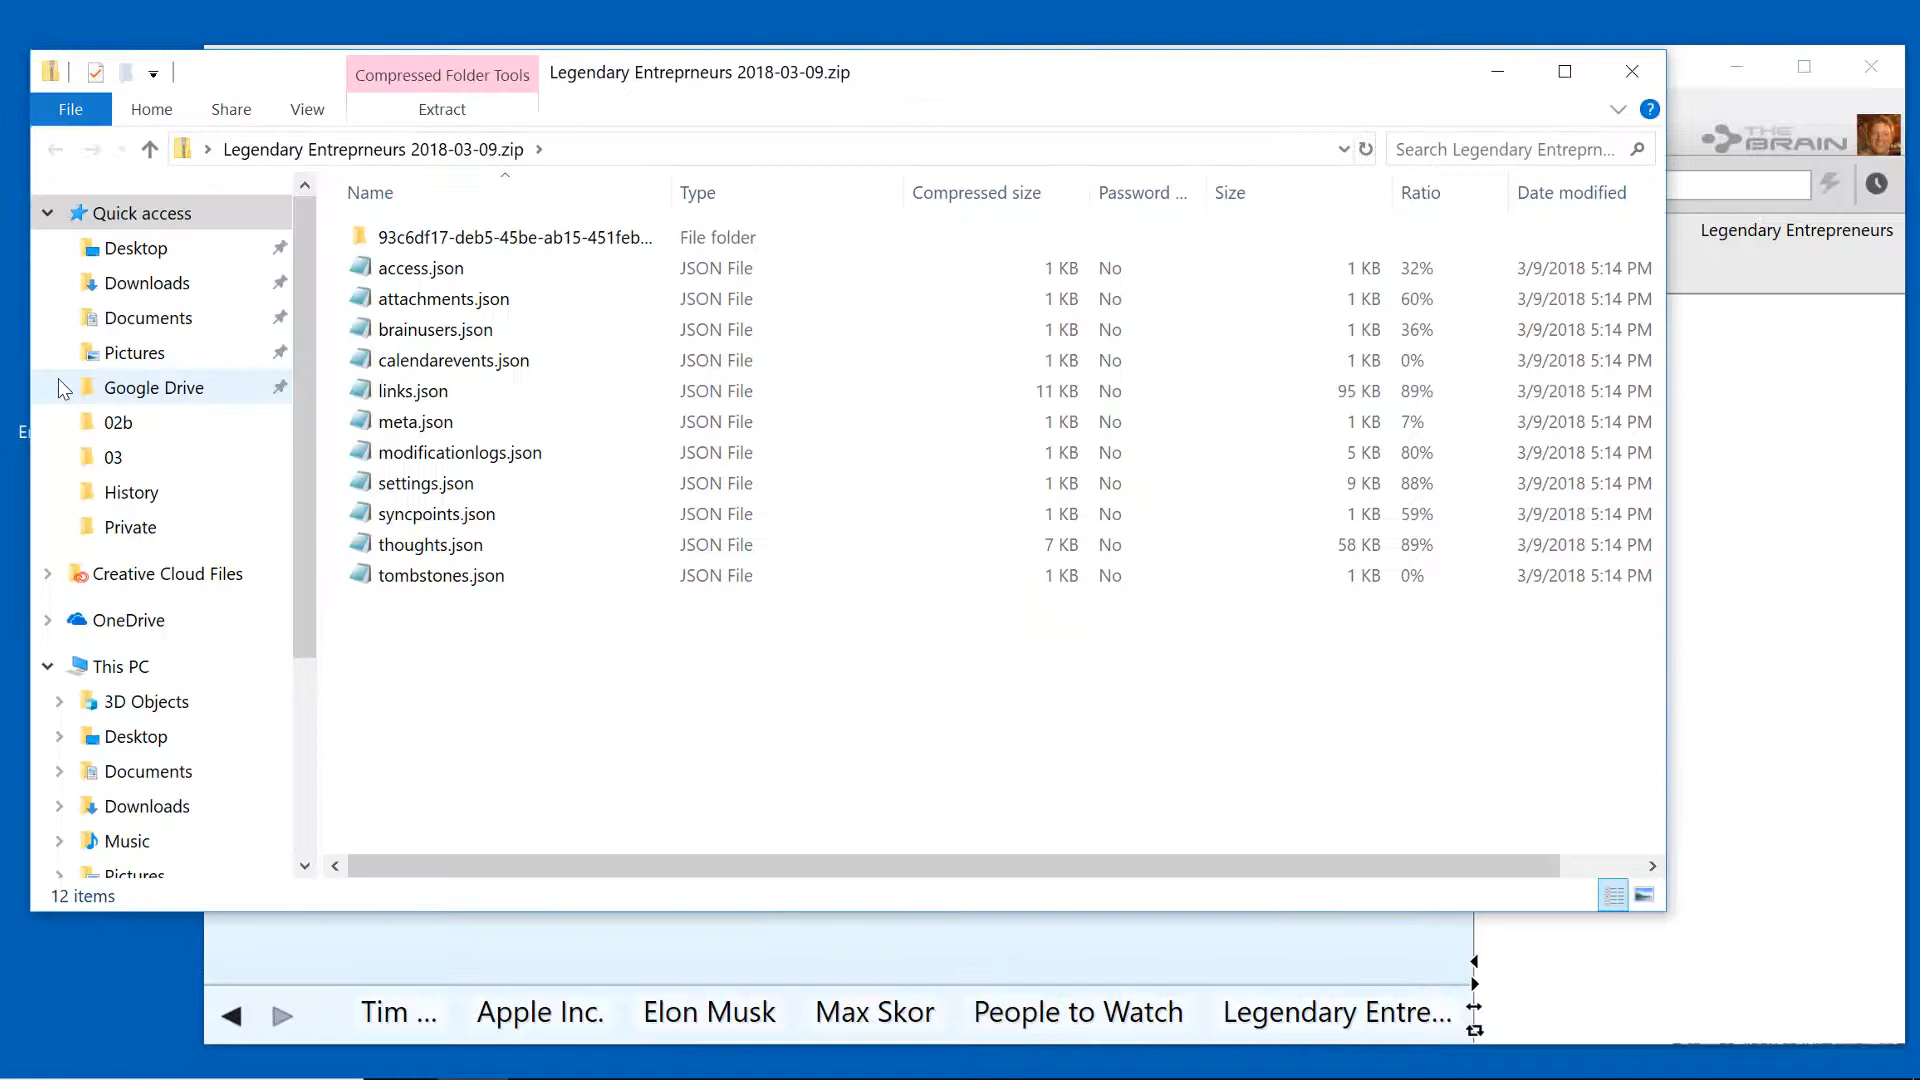 Compressed Folder Tools
Legendary Entreprneurs 2018-03-09.zip
File
Home
Share
View
Extract
?
Legendary Entreprneurs 2018-03-09.zip
Search Legendary Entreprn...
THE BRAIN
Legendary Entrepreneurs
Quick access
Desktop
Downloads
Documents
Pictures
Google Drive
02b
03
History
Private
Creative Cloud Files
OneDrive
This PC
3D Objects
Desktop
Documents
Downloads
Music
Pictures
Name Type Compressed size Password ... Size Ratio Date modified
93c6df17-deb5-45be-ab15-451feb... File folder
access.json JSON File 1 KB No 1 KB 32% 3/9/2018 5:14 PM
attachments.json JSON File 1 KB No 1 KB 60% 3/9/2018 5:14 PM
brainusers.json JSON File 1 KB No 1 KB 36% 3/9/2018 5:14 PM
calendarevents.json JSON File 1 KB No 1 KB 0% 3/9/2018 5:14 PM
links.json JSON File 11 KB No 95 KB 89% 3/9/2018 5:14 PM
meta.json JSON File 1 KB No 1 KB 7% 3/9/2018 5:14 PM
modificationlogs.json JSON File 1 KB No 5 KB 80% 3/9/2018 5:14 PM
settings.json JSON File 1 KB No 9 KB 88% 3/9/2018 5:14 PM
syncpoints.json JSON File 1 KB No 1 KB 59% 3/9/2018 5:14 PM
thoughts.json JSON File 7 KB No 58 KB 89% 3/9/2018 5:14 PM
tombstones.json JSON File 1 KB No 1 KB 0% 3/9/2018 5:14 PM
12 items
Tim ... Apple Inc. Elon Musk Max Skor People to Watch Legendary Entre...